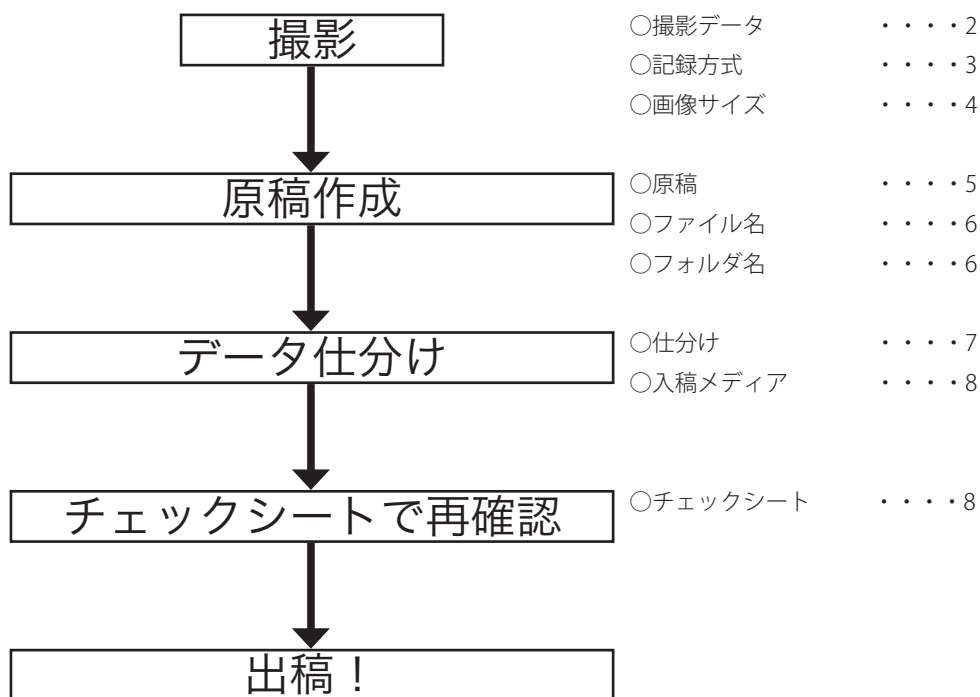 撮影
○撮影データ ・・・・2
○記録方式 ・・・・3
○画像サイズ ・・・・4
原稿作成
○原稿 ・・・・5
○ファイル名 ・・・・6
○フォルダ名 ・・・・6
データ仕分け
○仕分け ・・・・7
○入稿メディア ・・・・8
チェックシートで再確認
○チェックシート ・・・・8
出稿！